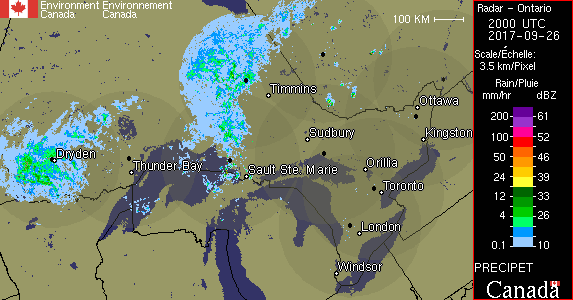 Environment Environnement
Canada Canada
100 KM
Timmins
Ottawa
Sudbury
Kingston
Dryden
Thunder Bay
Sault Ste. Marie
Orillia
Toronto
London
Windsor
Radar - Ontario
2000 UTC
2017-09-26
Scale/Échelle:
3.5 km/Pixel
Rain/Pluie
mm/hr dBZ
200 61
100 52
50 46
24 39
12 33
4 26
0.1 10
PRECIPET
Canada